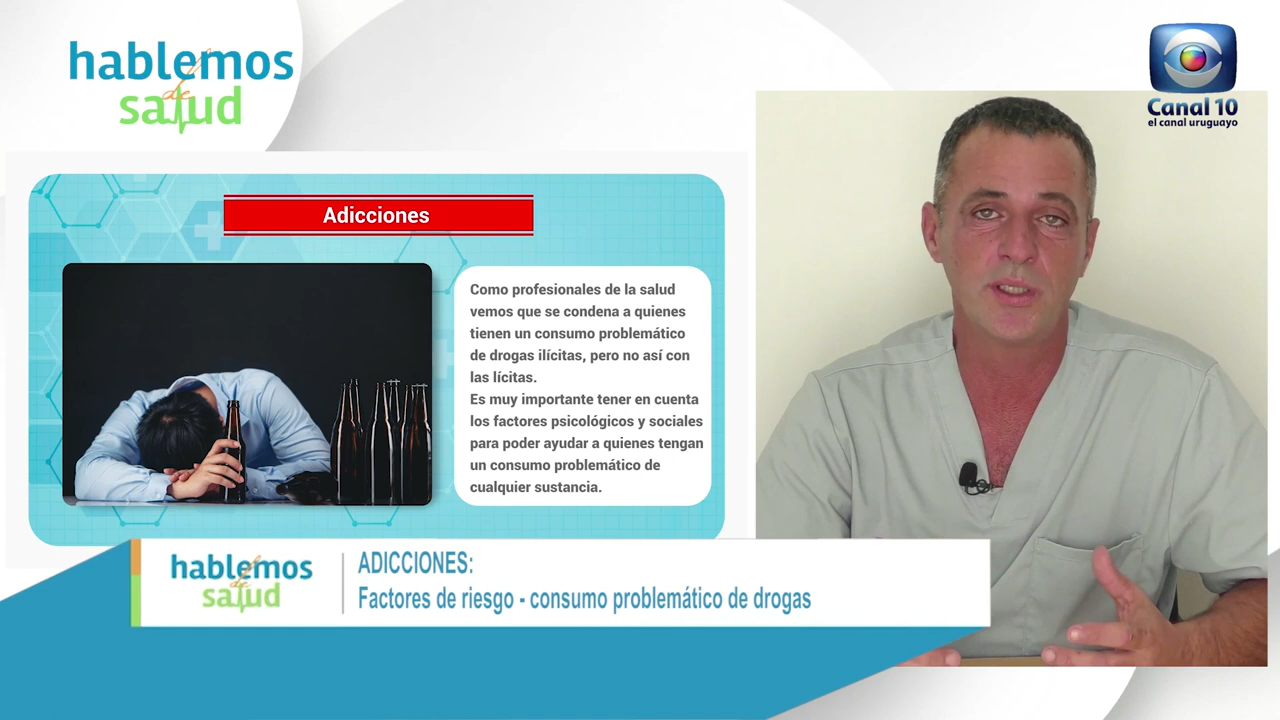 hablemos
de
salud
Canal 10
el canal uruguayo
Adicciones
Como profesionales de la salud
vemos que se condena a quienes
tienen un consumo problemático
de drogas ilícitas, pero no así con
las lícitas.
Es muy importante tener en cuenta
los factores psicológicos y sociales
para poder ayudar a quienes tengan
un consumo problemático de
cualquier sustancia.
hablemos
de
salud
ADICCIONES:
Factores de riesgo - consumo problemático de drogas